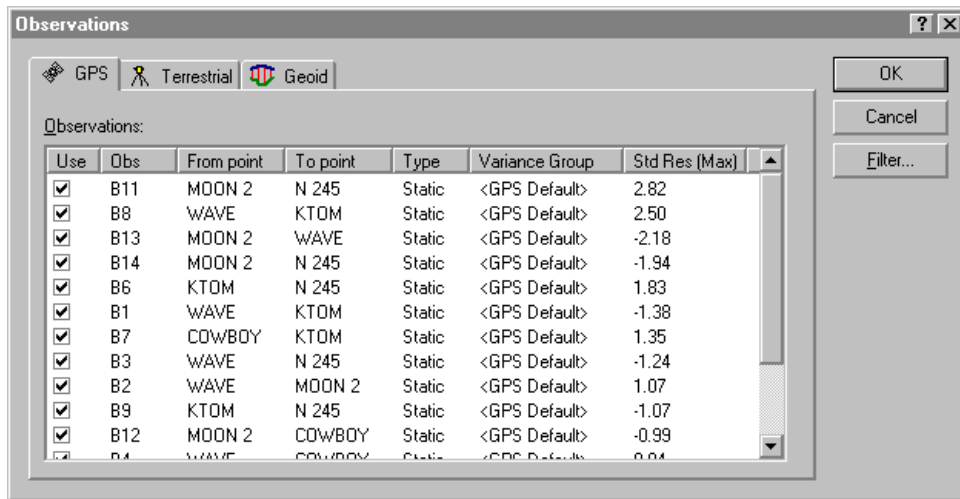 Observations
GPS Terrestrial Geoid
OK
Cancel
Filter...
Observations:
Use Obs From point To point Type Variance Group Std Res (Max)
B11 MOON 2 N 245 Static <GPS Default> 2.82
B8 WAVE KTOM Static <GPS Default> 2.50
B13 MOON 2 WAVE Static <GPS Default> -2.18
B14 MOON 2 N 245 Static <GPS Default> -1.94
B6 KTOM N 245 Static <GPS Default> 1.83
B1 WAVE KTOM Static <GPS Default> -1.38
B7 COWBOY KTOM Static <GPS Default> 1.35
B3 WAVE N 245 Static <GPS Default> -1.24
B2 WAVE MOON 2 Static <GPS Default> 1.07
B9 KTOM N 245 Static <GPS Default> -1.07
B12 MOON 2 COWBOY Static <GPS Default> -0.99
WAVE COWBOY Static <GPS Default>